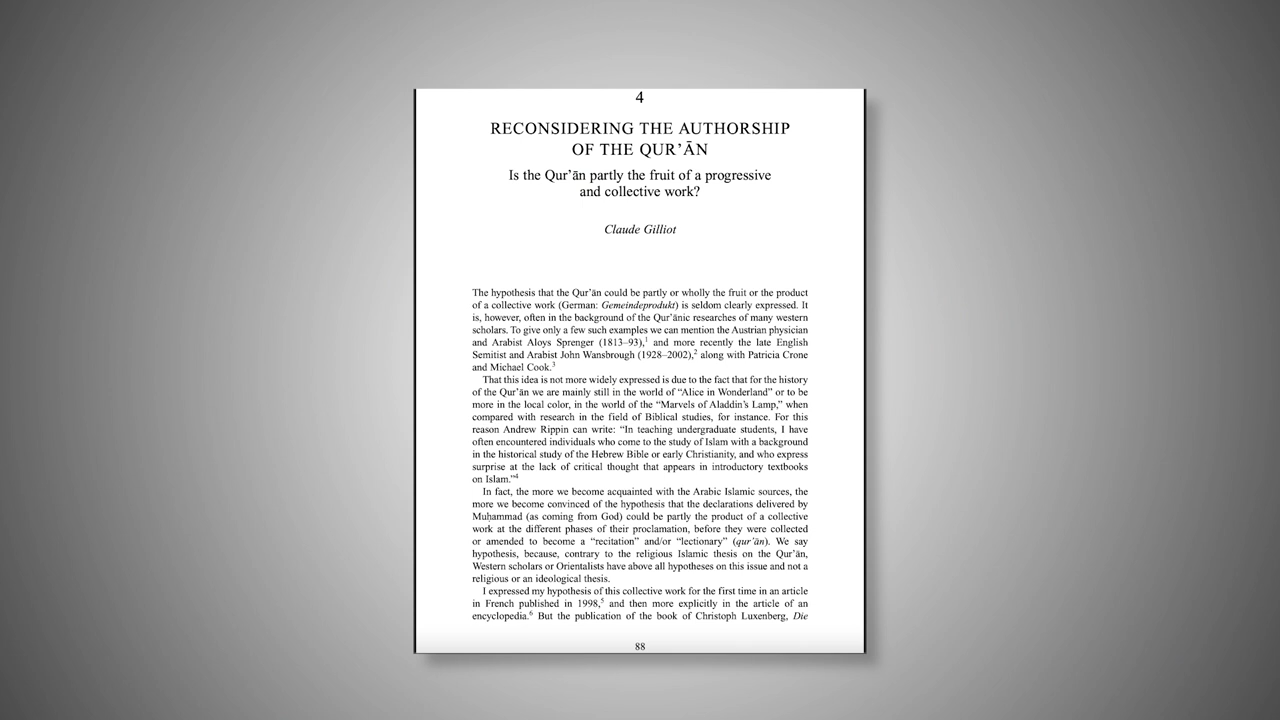 4
RECONSIDERING THE AUTHORSHIP
OF THE QUR’ĀN
Is the Qur’ān partly the fruit of a progressive
and collective work?
Claude Gilliot
The hypothesis that the Qur’ān could be partly or wholly the fruit or the product
of a collective work (German: Gemeindeprodukt) is seldom clearly expressed. It
is, however, often in the background of the Qur’ānic researches of many western
scholars. To give only a few such examples we can mention the Austrian physician
and Arabist Aloys Sprenger (1813–93),1 and more recently the late English
Semitist and Arabist John Wansbrough (1928–2002),2 along with Patricia Crone
and Michael Cook.3
That this idea is not more widely expressed is due to the fact that for the history
of the Qur’ān we are mainly still in the world of “Alice in Wonderland” or to be
more in the local color, in the world of the “Marvels of Aladdin’s Lamp,” when
compared with research in the field of Biblical studies, for instance. For this
reason Andrew Rippin can write: “In teaching undergraduate students, I have
often encountered individuals who come to the study of Islam with a background
in the historical study of the Hebrew Bible or early Christianity, and who express
surprise at the lack of critical thought that appears in introductory textbooks
on Islam.”4
In fact, the more we become acquainted with the Arabic Islamic sources, the
more we become convinced of the hypothesis that the declarations delivered by
Muḥammad (as coming from God) could be partly the product of a collective
work at the different phases of their proclamation, before they were collected
or amended to become a “recitation” and/or “lectionary” (qur’ān). We say
hypothesis, because, contrary to the religious Islamic thesis on the Qur’ān,
Western scholars or Orientalists have above all hypotheses on this issue and not a
religious or an ideological thesis.
I expressed my hypothesis of this collective work for the first time in an article
in French published in 1998,5 and then more explicitly in the article of an
encyclopedia.6 But the publication of the book of Christoph Luxenberg, Die
88